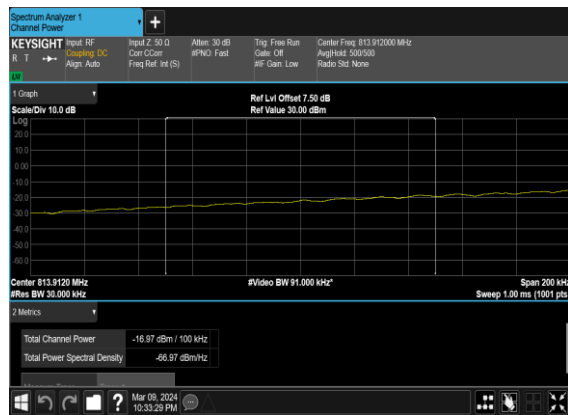 Spectrum Analyzer 1
Channel Power
+
KEYSIGHT Input: RF Input Z: 50 Ω Atten: 30 dB Trig: Free Run Center Freq: 813.912000 MHz
R T Coupling: DC Corr CCorr #PNO: Fast Gate: Off Avg|Hold: 500/500
Align: Auto Freq Ref: Int (S) #IF Gain: Low Radio Std: None
1 Graph Ref Lvl Offset 7.50 dB
Scale/Div 10.0 dB Ref Value 30.00 dBm
Log
20.0
10.0
0.00
-10.0
-20.0
-30.0
-40.0
-50.0
-60.0
Center 813.9120 MHz #Video BW 91.000 kHz* Span 200 kHz
#Res BW 30.000 kHz Sweep 1.00 ms (1001 pts
2 Metrics
Total Channel Power -16.97 dBm / 100 kHz
Total Power Spectral Density -66.97 dBm/Hz
? Mar 09, 2024
10:33:29 PM